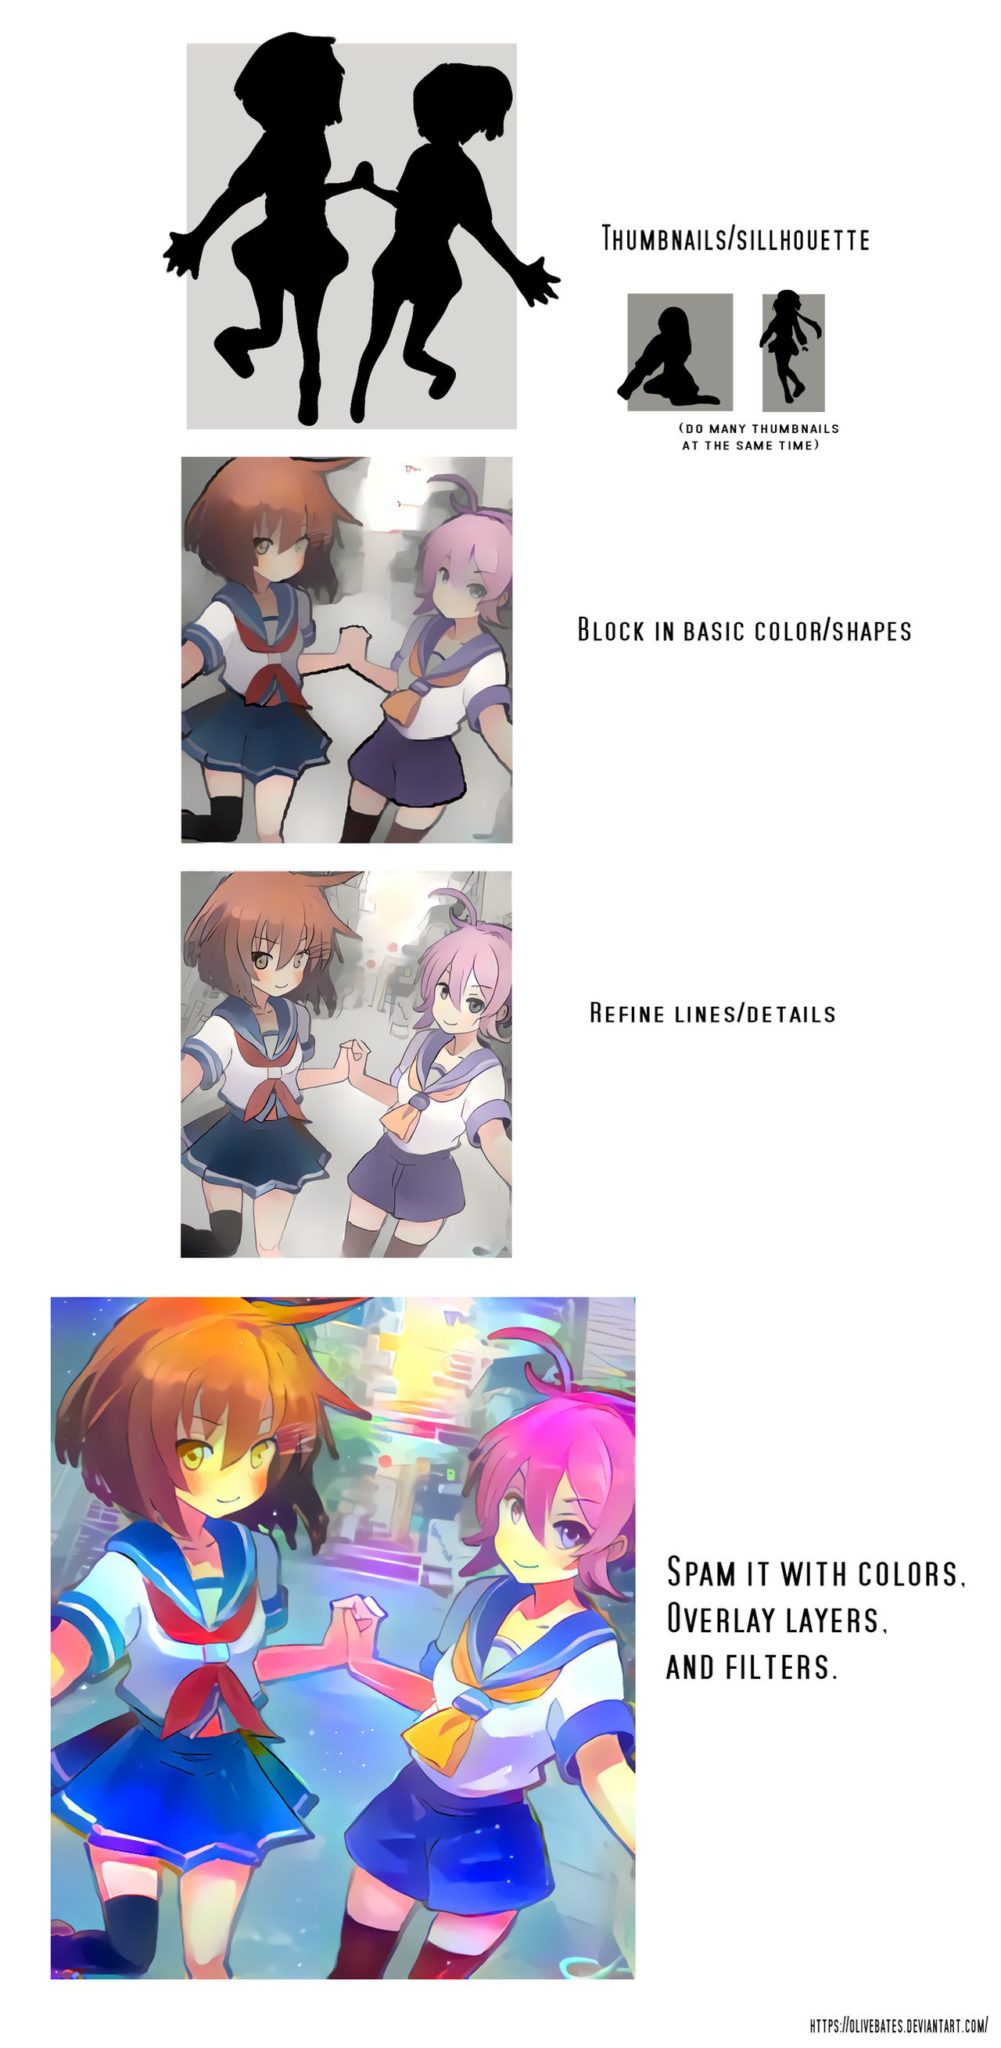 Thumbnails/sillhouette
(Do many thumbnails
at the same time)
Block in basic color/shapes
Refine lines/details
Spam it with colors,
Overlay layers,
and filters.
https://olivebates.deviantart.com/